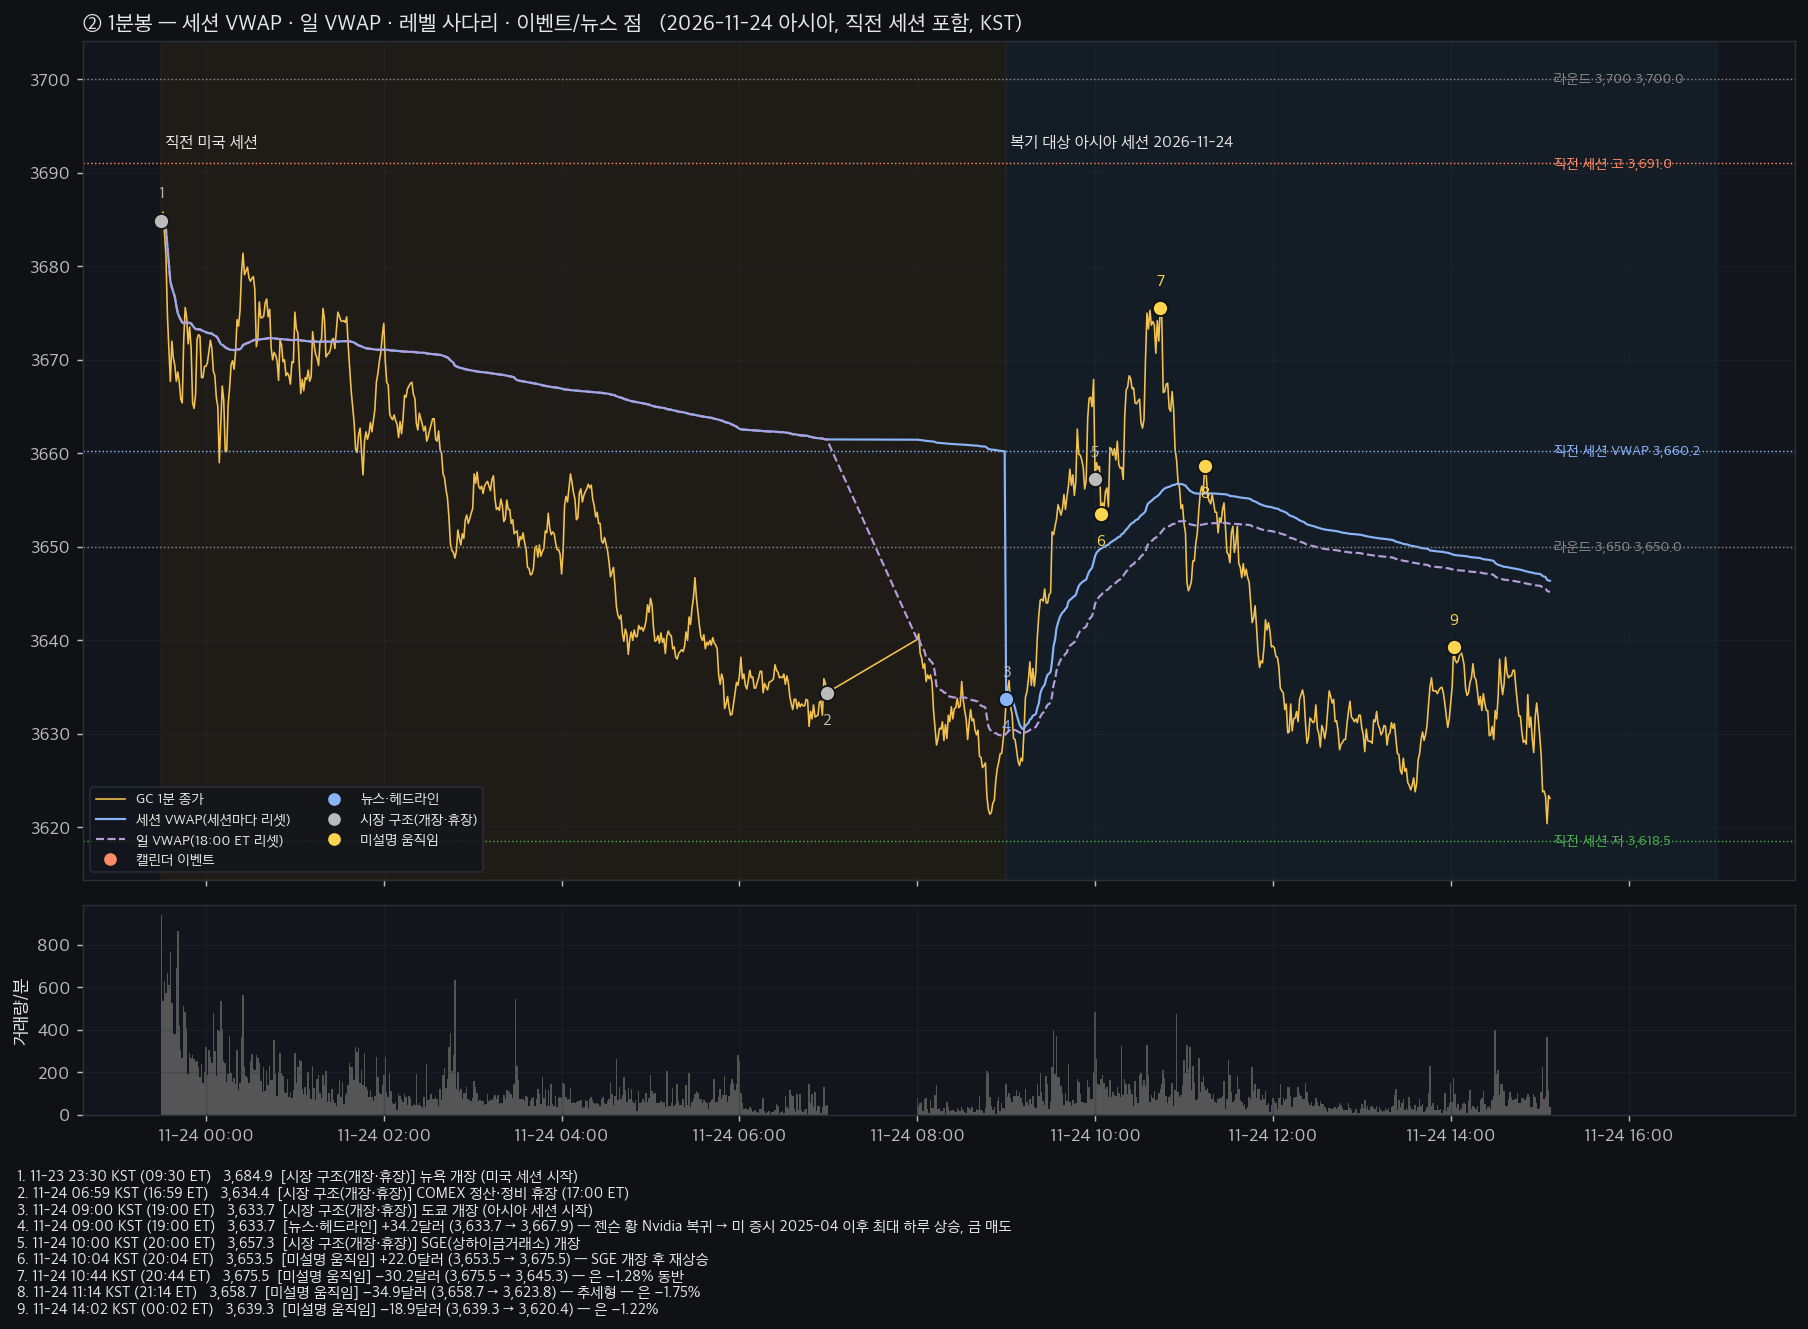 ② 1분봉 — 세션 VWAP · 일 VWAP · 레벨 사다리 · 이벤트/뉴스 점   (2026-11-24 아시아, 직전 세션 포함, KST)
3700
3690
3680
3670
3660
3650
3640
3630
3620
라운드 3,700 3,700.0
직전 세션 고 3,691.0
직전 세션 VWAP 3,660.2
라운드 3,650 3,650.0
직전 세션 저 3,618.5
직전 미국 세션
복기 대상 아시아 세션 2026-11-24
1
2
3
4
5
6
7
8
9
GC 1분 종가
세션 VWAP(세션마다 리셋)
일 VWAP(18:00 ET 리셋)
캘린더 이벤트
뉴스·헤드라인
시장 구조(개장·휴장)
미설명 움직임
거래량/분
800
600
400
200
0
11-24 00:00
11-24 02:00
11-24 04:00
11-24 06:00
11-24 08:00
11-24 10:00
11-24 12:00
11-24 14:00
11-24 16:00
1. 11-23 23:30 KST (09:30 ET)   3,684.9  [시장 구조(개장·휴장)] 뉴욕 개장 (미국 세션 시작)
2. 11-24 06:59 KST (16:59 ET)   3,634.4  [시장 구조(개장·휴장)] COMEX 정산·정비 휴장 (17:00 ET)
3. 11-24 09:00 KST (19:00 ET)   3,633.7  [시장 구조(개장·휴장)] 도쿄 개장 (아시아 세션 시작)
4. 11-24 09:00 KST (19:00 ET)   3,633.7  [뉴스·헤드라인] +34.2달러 (3,633.7 → 3,667.9) — 젠슨 황 Nvidia 복귀 → 미 증시 2025-04 이후 최대 하루 상승, 금 매도
5. 11-24 10:00 KST (20:00 ET)   3,657.3  [시장 구조(개장·휴장)] SGE(상하이금거래소) 개장
6. 11-24 10:04 KST (20:04 ET)   3,653.5  [미설명 움직임] +22.0달러 (3,653.5 → 3,675.5) — SGE 개장 후 재상승
7. 11-24 10:44 KST (20:44 ET)   3,675.5  [미설명 움직임] −30.2달러 (3,675.5 → 3,645.3) — 은 −1.28% 동반
8. 11-24 11:14 KST (21:14 ET)   3,658.7  [미설명 움직임] −34.9달러 (3,658.7 → 3,623.8) — 추세형 — 은 −1.75%
9. 11-24 14:02 KST (00:02 ET)   3,639.3  [미설명 움직임] −18.9달러 (3,639.3 → 3,620.4) — 은 −1.22%